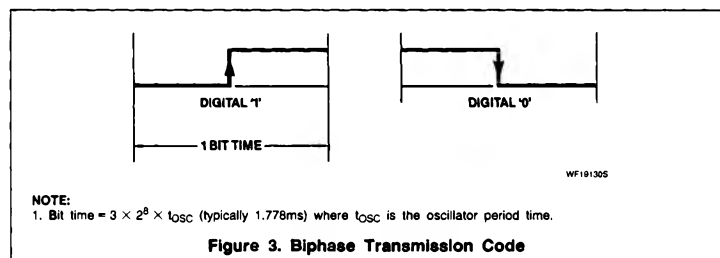 DIGITAL '1'
DIGITAL '0'
1 BIT TIME
WF19130S
NOTE:
1. Bit time = 3 × 2⁸ × tOSC (typically 1.778ms) where tOSC is the oscillator period time.
Figure 3. Biphase Transmission Code